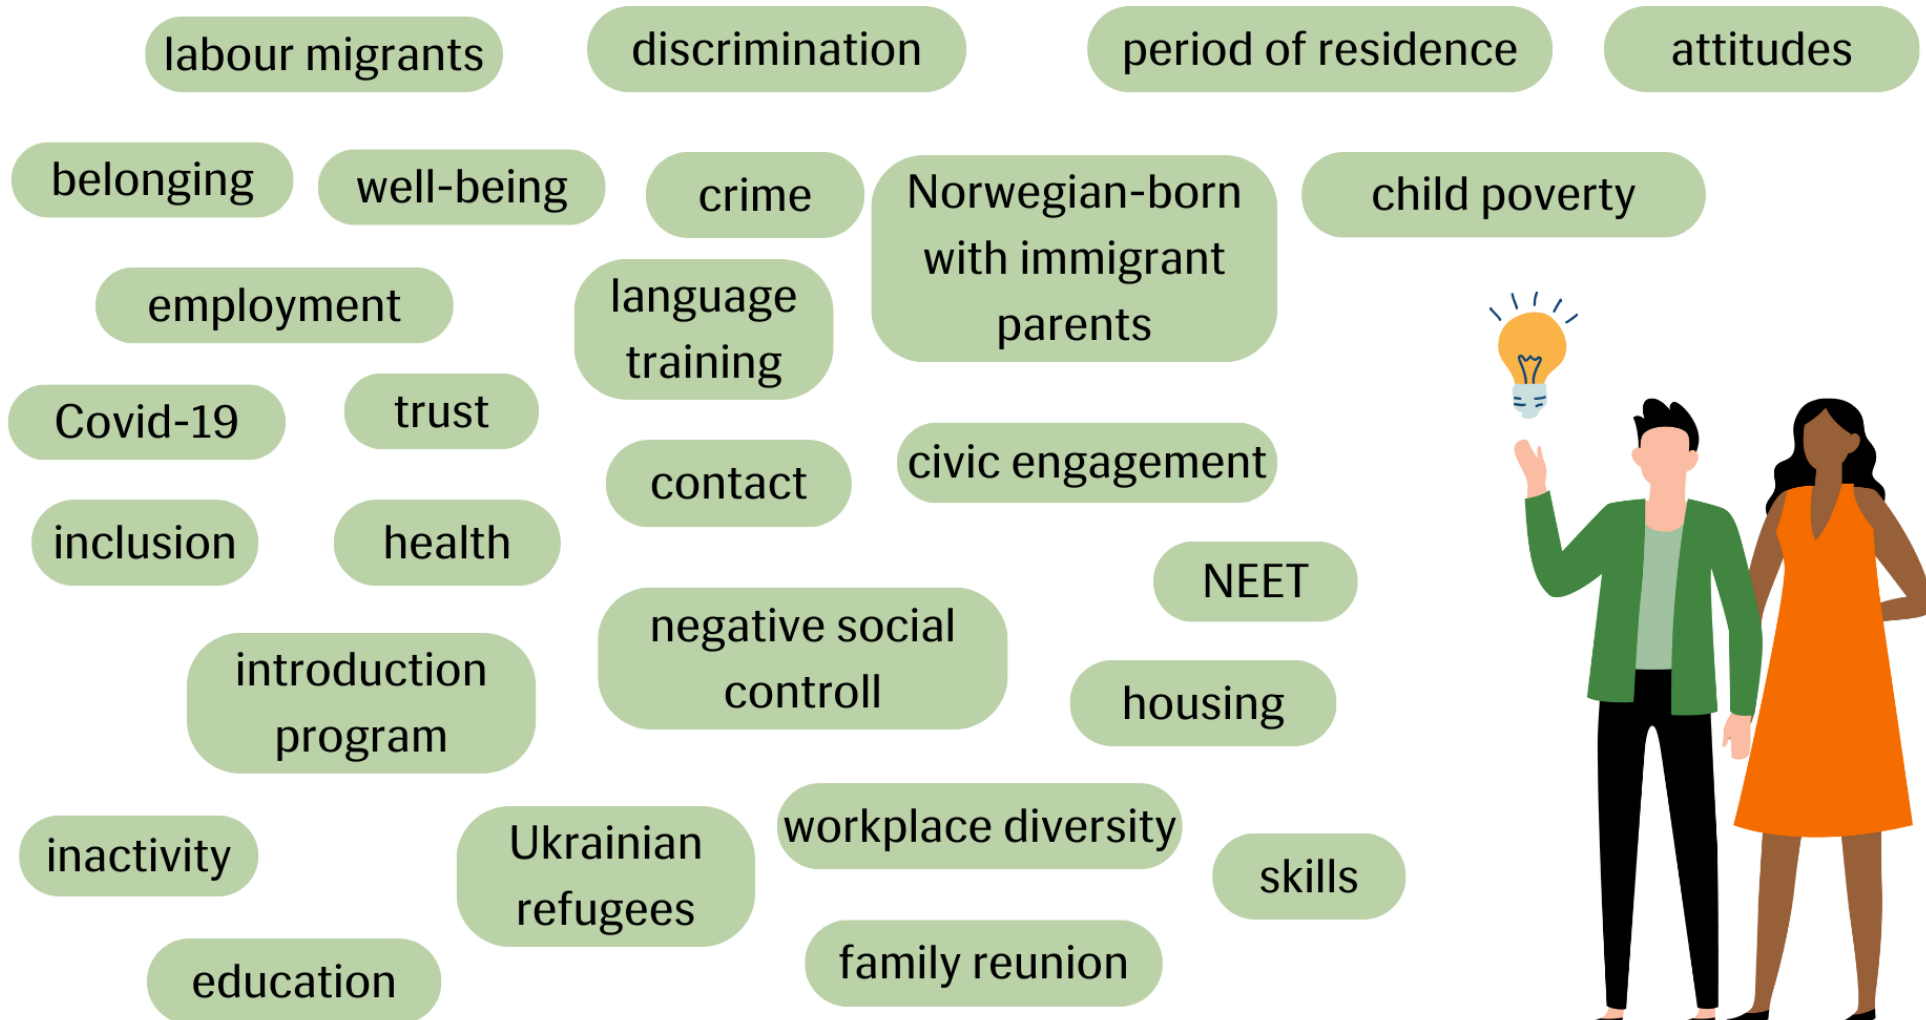 labour migrants
discrimination
period of residence
attitudes
belonging
well-being
crime
Norwegian-born
with immigrant
parents
child poverty
employment
language
training
Covid-19
trust
contact
civic engagement
inclusion
health
NEET
introduction
program
negative social
controll
housing
inactivity
Ukrainian
refugees
workplace diversity
skills
education
family reunion